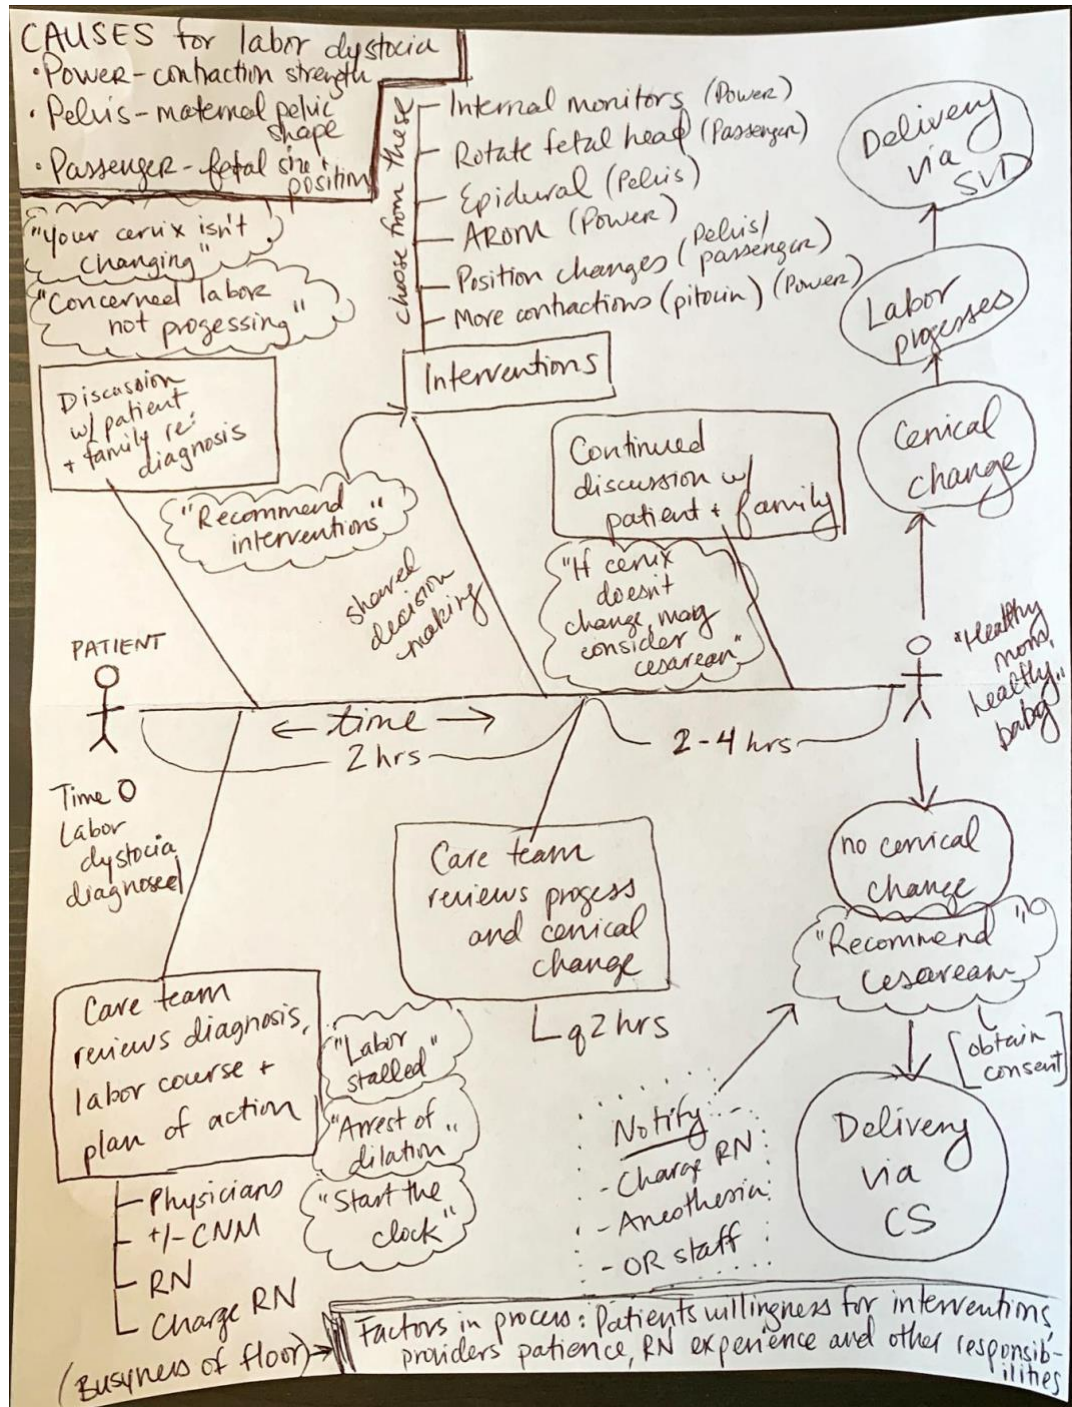 CAUSES for labor dystocia
• Power - contraction strength
• Pelvis - maternal pelvic
shape
• Passenger - fetal size +
position
"Your cervix isn't
changing"
"Concerned labor
not progessing"
Discussion
w/ patient
+ family re:
diagnosis
choose from these
Internal monitors (Power)
Rotate fetal head (Passenger)
Epidural (Pelvis)
AROM (Power)
Position changes (Pelvis/
passenger)
More contractions (pitocin) (Power)
Interventions
"Recommend
interventions"
shared
decision
making
Continued
discussion w/
patient + family
"If cervix
doesn't
change, may
consider
cesarean"
Delivery
via
SVD
Labor
progesses
Cervical
change
"Healthy
mom,
healthy
baby"
PATIENT
← time →
2 hrs
2-4 hrs
Time 0
Labor
dystocia
diagnosed
Care team
reviews diagnosis,
labor course +
plan of action
Physicians
+/- CNM
RN
Charge RN
"Labor
stalled"
"Arrest of
dilation"
"Start the
clock"
Care team
reviews progess
and cervical
change
q2hrs
no cervical
change
"Recommend
cesarean"
[obtain
consent]
Delivery
via
CS
Notify
- Charge RN
- Anesthesia
- OR staff
(Busyness of floor)→
Factors in process: Patients willingness for interventions,
providers' patience, RN experience and other responsib-
ilities